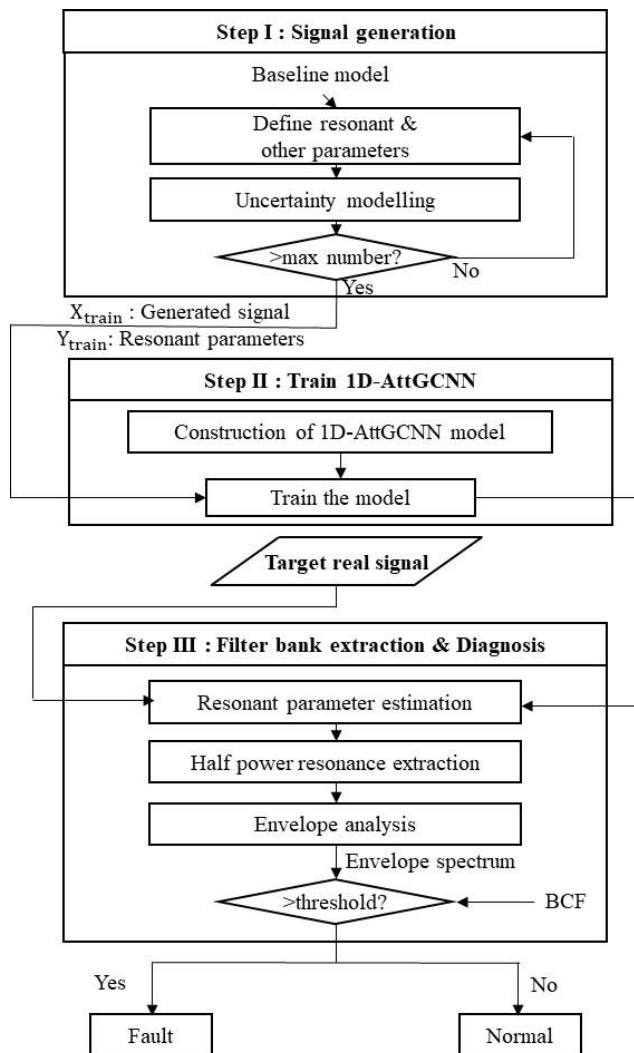 Step I : Signal generation
Baseline model
Define resonant &
other parameters
Uncertainty modelling
>max number?
No
Yes
Xtrain : Generated signal
Ytrain: Resonant parameters
Step II : Train 1D-AttGCNN
Construction of 1D-AttGCNN model
Train the model
Target real signal
Step III : Filter bank extraction & Diagnosis
Resonant parameter estimation
Half power resonance extraction
Envelope analysis
Envelope spectrum
>threshold?
BCF
Yes
No
Fault
Normal